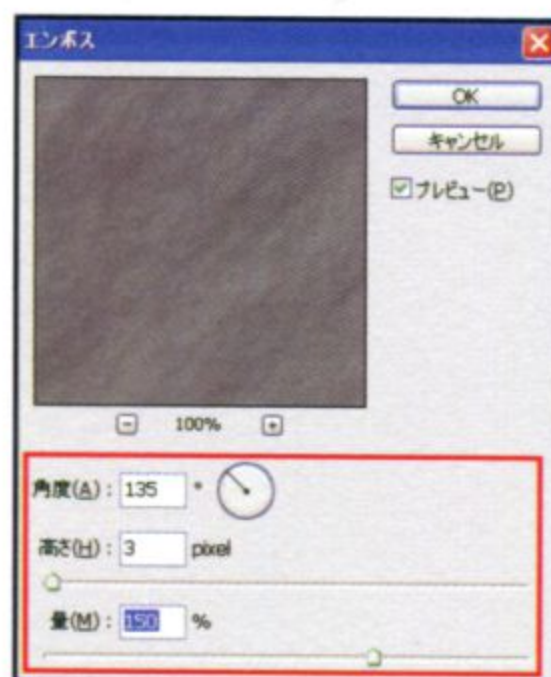 エンボス
OK
キャンセル
プレビュー(P)
100%
角度(A): 135 °
高さ(H): 3 pixel
量(M): 150 %